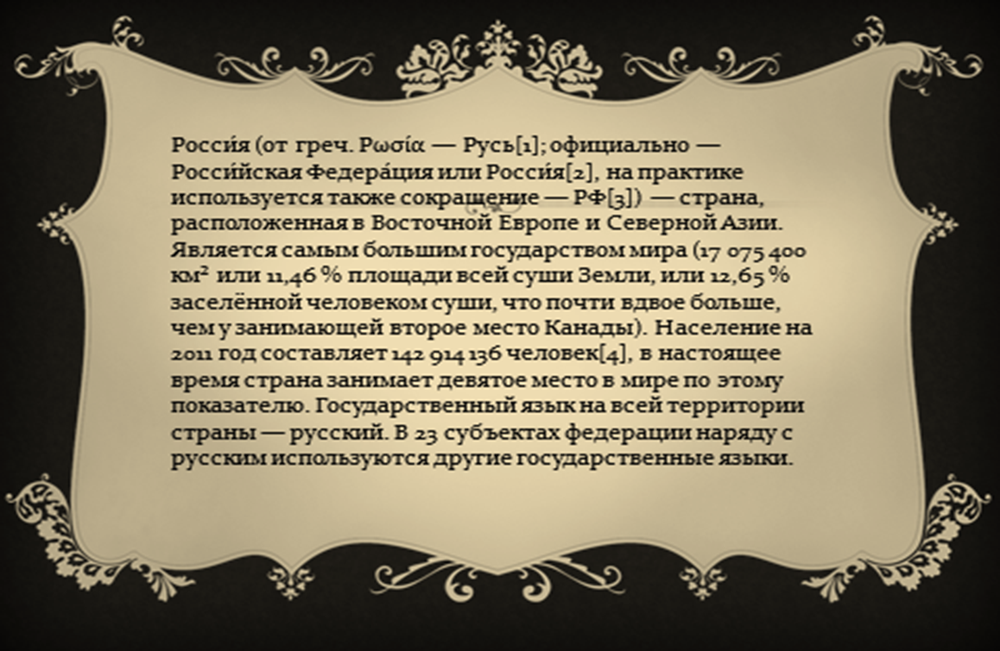 Росси́я (от греч. Ρωσία — Русь[1]; официально —
Росси́йская Федера́ция или Росси́я[2], на практике
используется также сокращение — РФ[3]) — страна,
расположенная в Восточной Европе и Северной Азии.
Является самым большим государством мира (17 075 400
км² или 11,46 % площади всей суши Земли, или 12,65 %
заселённой человеком суши, что почти вдвое больше,
чем у занимающей второе место Канады). Население на
2011 год составляет 142 914 136 человек[4], в настоящее
время страна занимает девятое место в мире по этому
показателю. Государственный язык на всей территории
страны — русский. В 23 субъектах федерации наряду с
русским используются другие государственные языки.